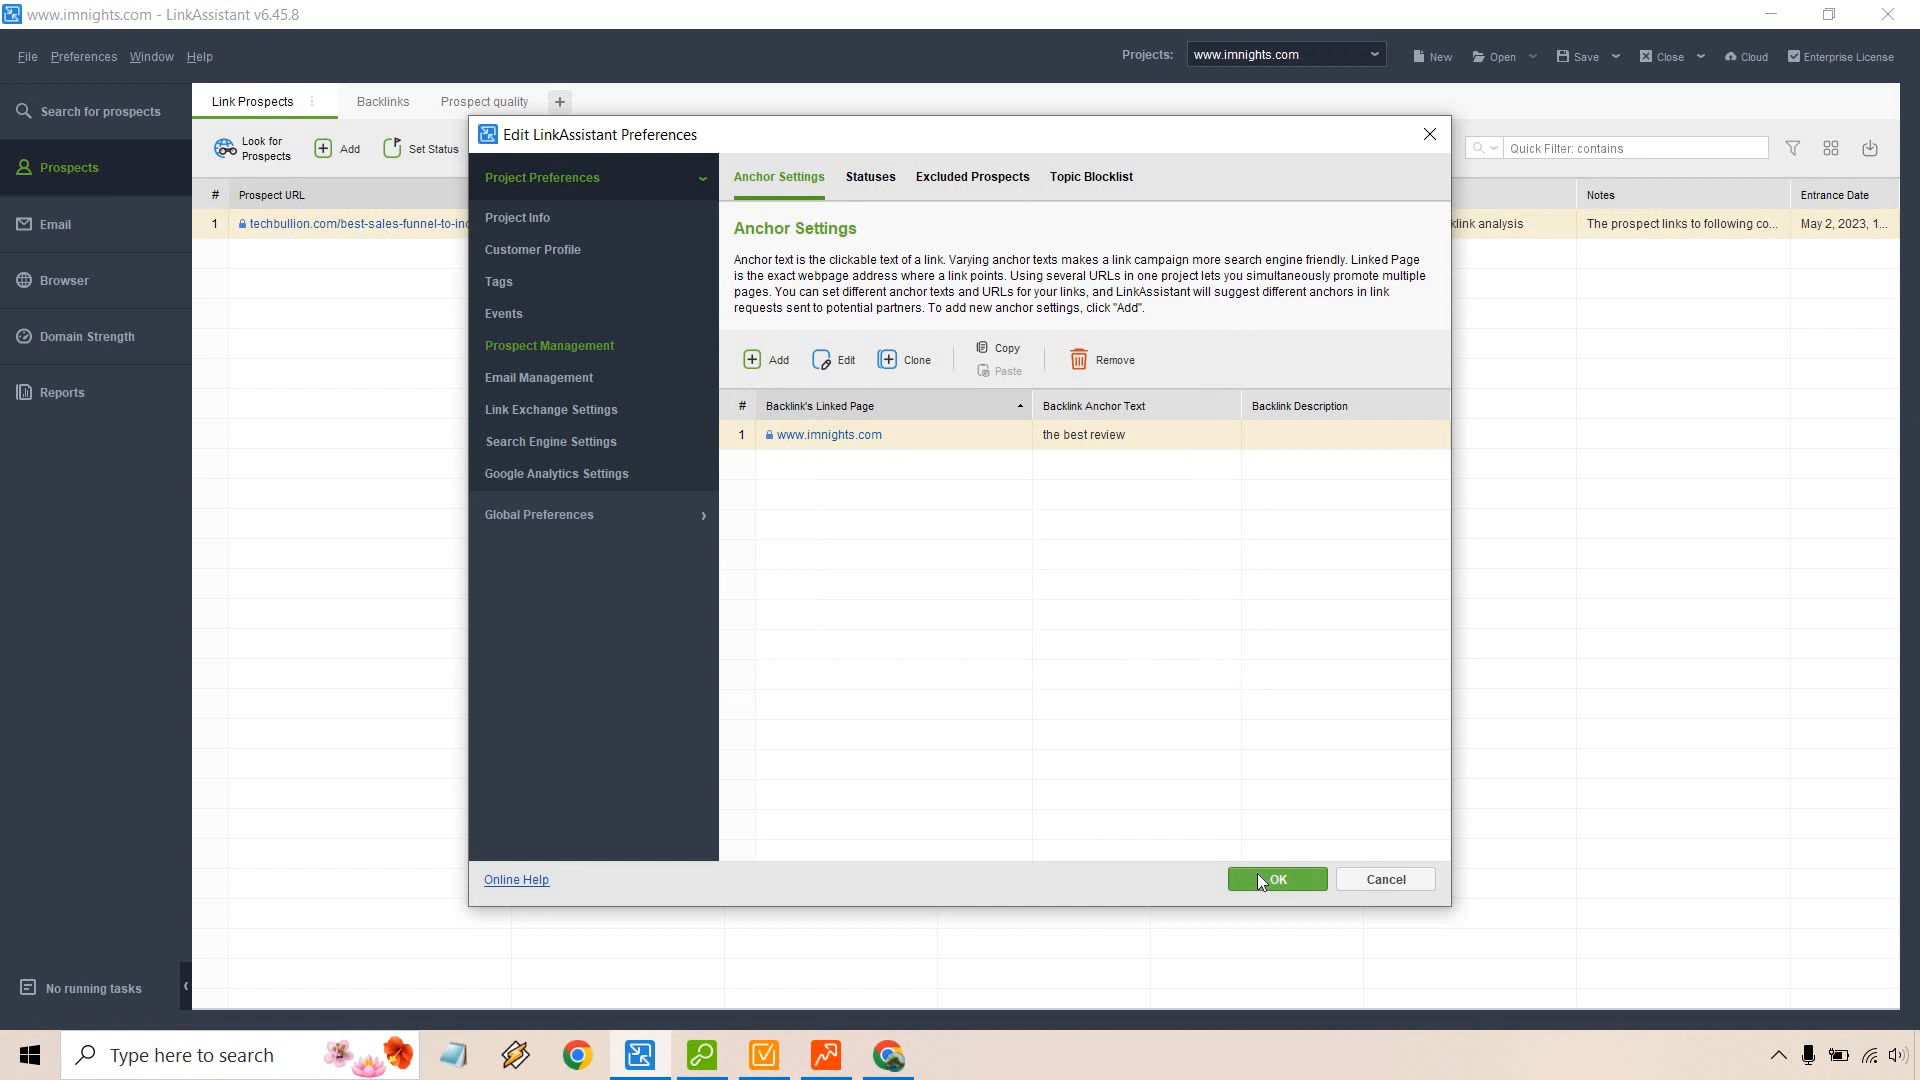 www.imnights.com - LinkAssistant v6.45.8
File Preferences Window Help
Projects: www.imnights.com New Open Save Close Cloud Enterprise License
Search for prospects
Prospects
Email
Browser
Domain Strength
Reports
No running tasks
Link Prospects Backlinks Prospect quality
Look for
Prospects
Add Set Status
Quick Filter: contains
# Prospect URL Notes Entrance Date
1 techbullion.com/best-sales-funnel-to-inc klink analysis The prospect links to following co... May 2, 2023, 1...
Edit LinkAssistant Preferences
Project Preferences
Project Info
Customer Profile
Tags
Events
Prospect Management
Email Management
Link Exchange Settings
Search Engine Settings
Google Analytics Settings
Global Preferences
Anchor Settings Statuses Excluded Prospects Topic Blocklist
Anchor Settings
Anchor text is the clickable text of a link. Varying anchor texts makes a link campaign more search engine friendly. Linked Page
is the exact webpage address where a link points. Using several URLs in one project lets you simultaneously promote multiple
pages. You can set different anchor texts and URLs for your links, and LinkAssistant will suggest different anchors in link
requests sent to potential partners. To add new anchor settings, click "Add".
Add Edit Clone Copy Paste Remove
# Backlink's Linked Page Backlink Anchor Text Backlink Description
1 www.imnights.com the best review
Online Help OK Cancel
Type here to search